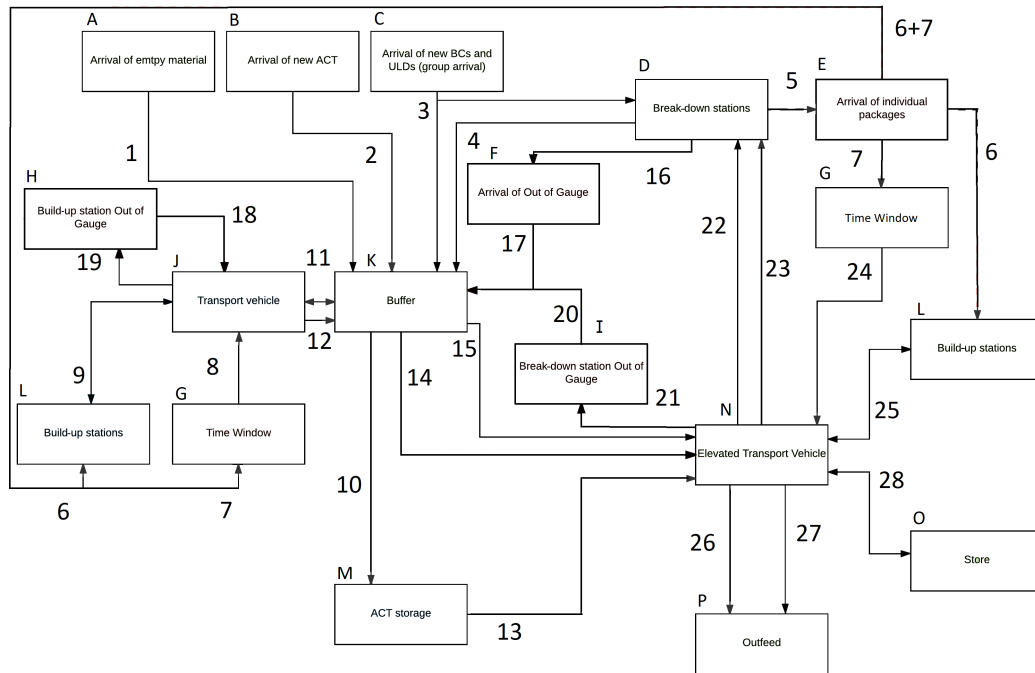 A
B
C
6+7
Arrival of emtpy material
Arrival of new ACT
Arrival of new BCs and
ULDs (group arrival)
D
E
5
Break-down stations
Arrival of individual
packages
3
1
2
4
F
16
7
6
H
Arrival of Out of Gauge
G
Build-up station Out of
Gauge
18
Time Window
22
17
19
J
11
K
23
24
Transport vehicle
Buffer
20
I
L
12
15
Build-up stations
9
8
14
Break-down station Out of
Gauge
L
G
21
N
25
Build-up stations
Time Window
Elevated Transport Vehicle
10
28
6
7
26
27
O
Store
M
P
ACT storage
13
Outfeed